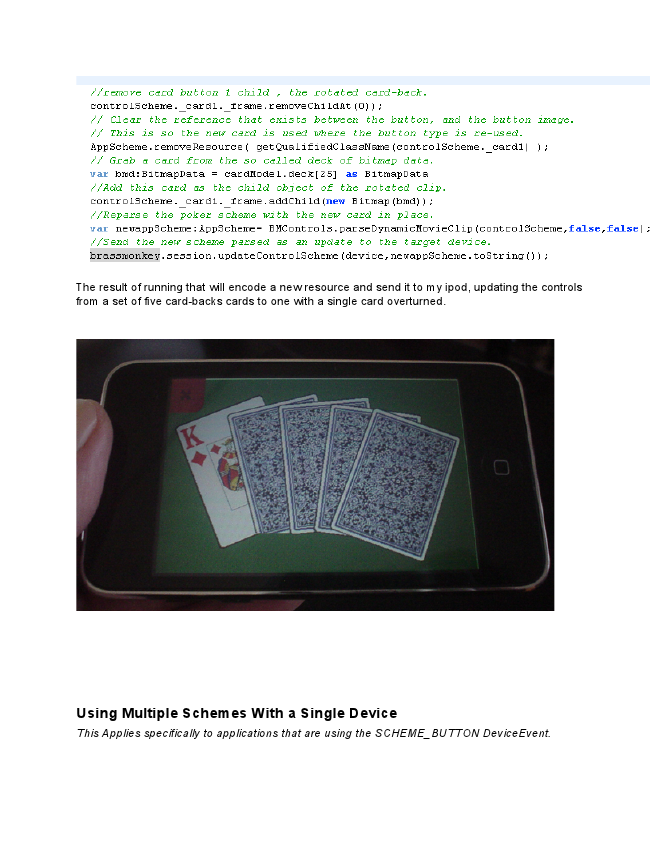 //remove card button 1 child , the rotated card-back.
controlScheme._card1._frame.removeChildAt(0);
// Clear the reference that exists between the button, and the button image.
// This is so the new card is used where the button type is re-used.
AppScheme.removeResource( getQualifiedClassName(controlScheme._card1) );
// Grab a card from the so called deck of bitmap data.
var bmd:BitmapData = cardModel.deck[25] as BitmapData
//Add this card as the child object of the rotated clip.
controlScheme._card1._frame.addChild(new Bitmap(bmd));
//Reparse the poker scheme with the new card in place.
var newappScheme:AppScheme= BMControls.parseDynamicMovieClip(controlScheme,false,false);
//Send the new scheme parsed as an update to the target device.
brassmonkey.session.updateControlScheme(device,newappScheme.toString());
The result of running that will encode a new resource and send it to my ipod, updating the controls
from a set of five card-backs cards to one with a single card overturned.
X
K
Using Multiple Schemes With a Single Device
This Applies specifically to applications that are using the SCHEME_BUTTON DeviceEvent.